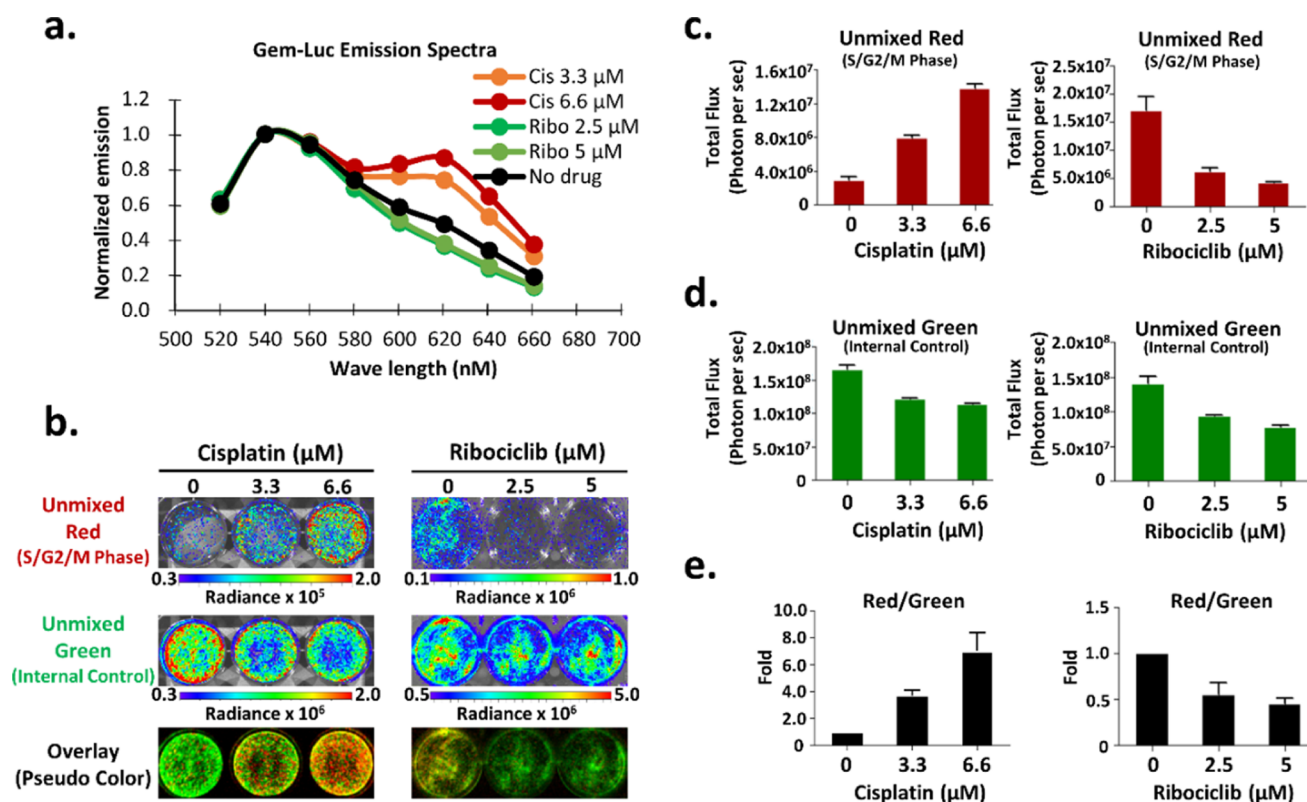 a.
Gem-Luc Emission Spectra
Cis 3.3 µM
Cis 6.6 µM
Ribo 2.5 µM
Ribo 5 µM
No drug
Normalized emission
1.2
1.0
0.8
0.6
0.4
0.2
0.0
500 520 540 560 580 600 620 640 660 680 700
Wave length (nM)
b.
Cisplatin (µM)
0 3.3 6.6
Ribociclib (µM)
0 2.5 5
Unmixed
Red
(S/G2/M Phase)
0.3 2.0
Radiance x 10⁵
0.1 1.0
Radiance x 10⁶
Unmixed
Green
(Internal Control)
0.3 2.0
Radiance x 10⁶
0.5 5.0
Radiance x 10⁶
Overlay
(Pseudo Color)
c.
Unmixed Red
(S/G2/M Phase)
Total Flux
(Photon per sec)
1.6x10⁷
1.2x10⁷
8.0x10⁶
4.0x10⁶
0
0 3.3 6.6
Cisplatin (µM)
Unmixed Red
(S/G2/M Phase)
Total Flux
(Photon per sec)
2.5x10⁷
2.0x10⁷
1.5x10⁷
1.0x10⁷
5.0x10⁶
0
0 2.5 5
Ribociclib (µM)
d.
Unmixed Green
(Internal Control)
Total Flux
(Photon per sec)
2.0x10⁸
1.5x10⁸
1.0x10⁸
5.0x10⁷
0
0 3.3 6.6
Cisplatin (µM)
Unmixed Green
(Internal Control)
Total Flux
(Photon per sec)
2.0x10⁸
1.5x10⁸
1.0x10⁸
5.0x10⁷
0
0 2.5 5
Ribociclib (µM)
e.
Red/Green
Fold
10.0
8.0
6.0
4.0
2.0
0
0 3.3 6.6
Cisplatin (µM)
Red/Green
Fold
1.5
1.0
0.5
0
0 2.5 5
Ribociclib (µM)